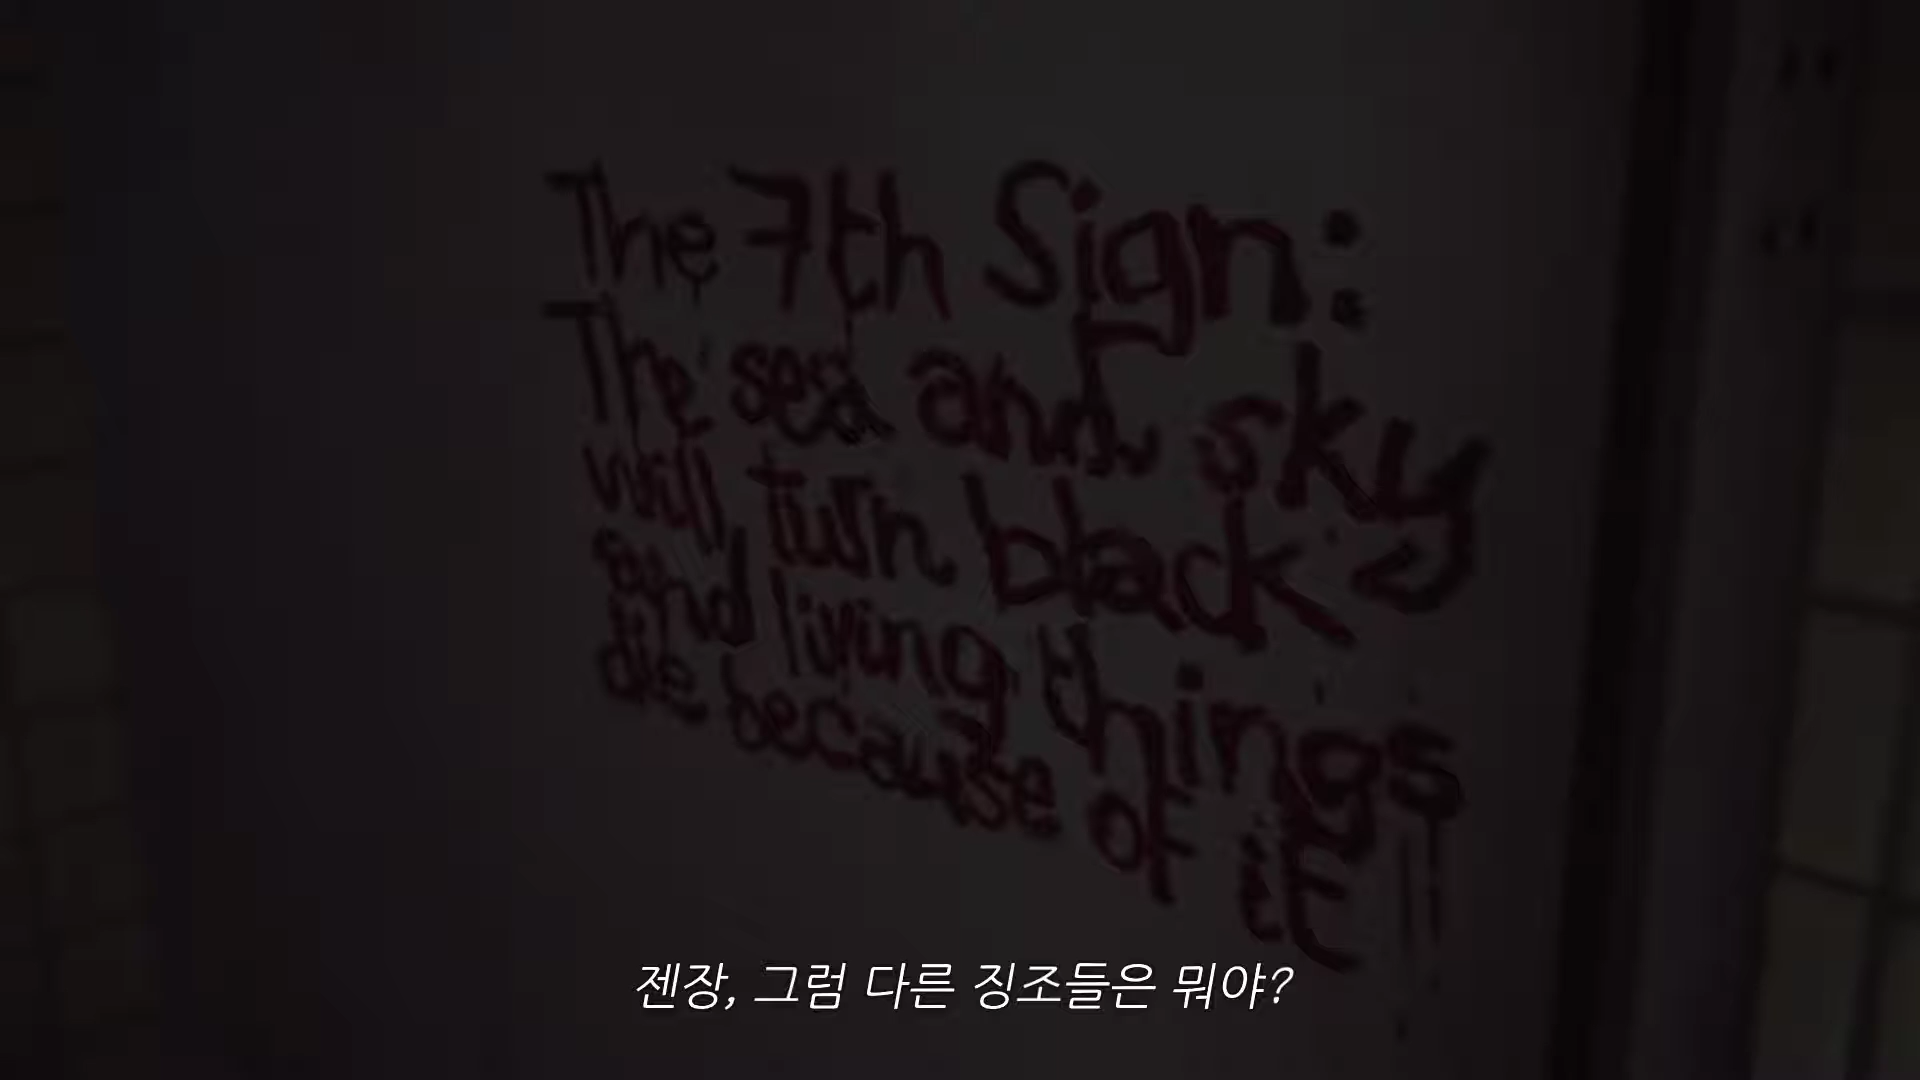 The 7th Sign:
The sea and sky
will turn black
and living things
die because of it
젠장, 그럼 다른 징조들은 뭐야?